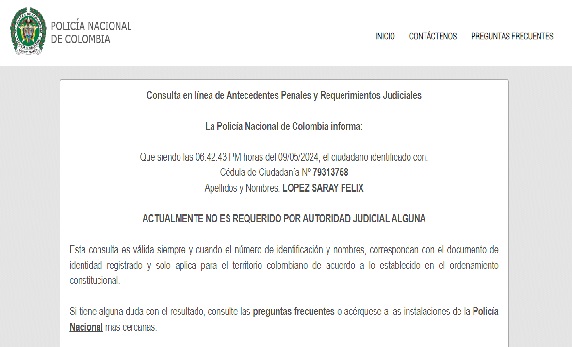 POLICÍA NACIONAL
DE COLOMBIA
INICIO CONTÁCTENOS PREGUNTAS FRECUENTES
Consulta en línea de Antecedentes Penales y Requerimientos Judiciales
La Policía Nacional de Colombia informa:
Que siendo las 06:42:43 PM horas del 09/05/2024, el ciudadano identificado con:
Cédula de Ciudadanía Nº 79313768
Apellidos y Nombres: LOPEZ SARAY FELIX
ACTUALMENTE NO ES REQUERIDO POR AUTORIDAD JUDICIAL ALGUNA
Esta consulta es válida siempre y cuando el número de identificación y nombres, correspondan con el documento de
identidad registrado y solo aplica para el territorio colombiano de acuerdo a lo establecido en el ordenamiento
constitucional.
Si tiene alguna duda con el resultado, consulte las preguntas frecuentes o acérquese a las instalaciones de la Policía
Nacional más cercanas.